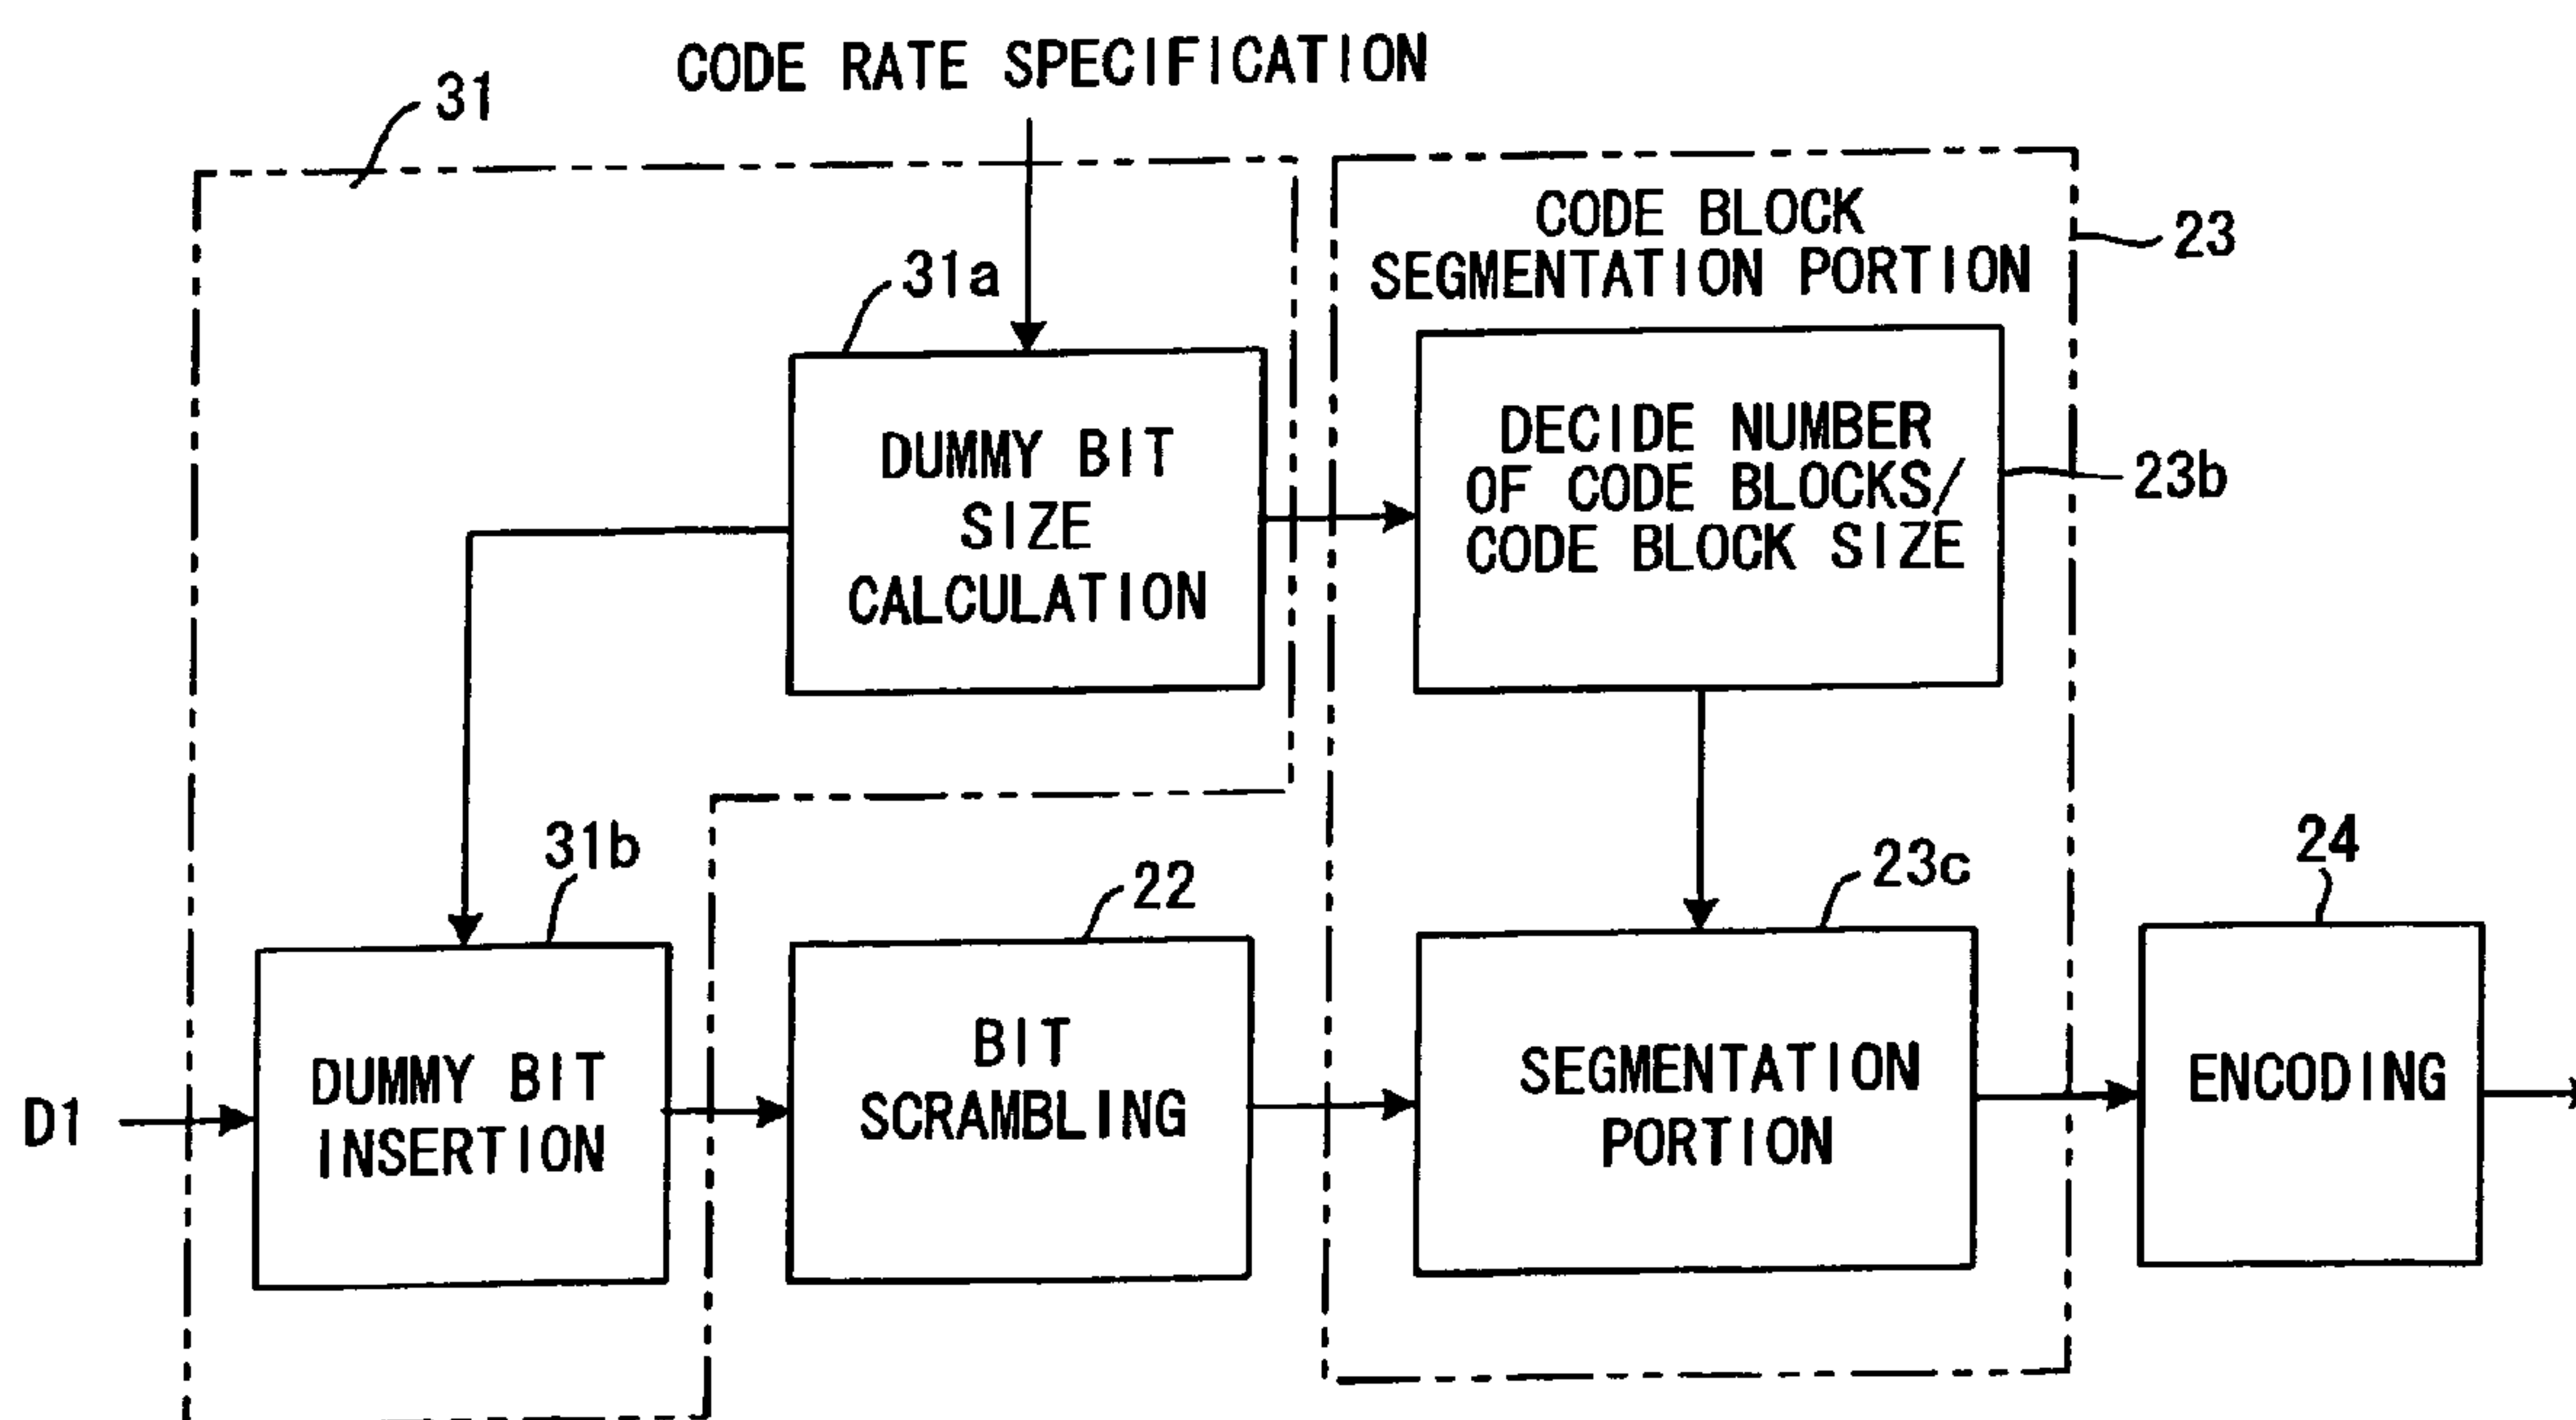 CODE RATE SPECIFICATION
31
CODE BLOCK
SEGMENTATION PORTION
23
31a
DUMMY BIT
SIZE
CALCULATION
DECIDE NUMBER
OF CODE BLOCKS/
CODE BLOCK SIZE
23b
31b
22
23c
24
D1
DUMMY BIT
INSERTION
BIT
SCRAMBLING
SEGMENTATION
PORTION
ENCODING